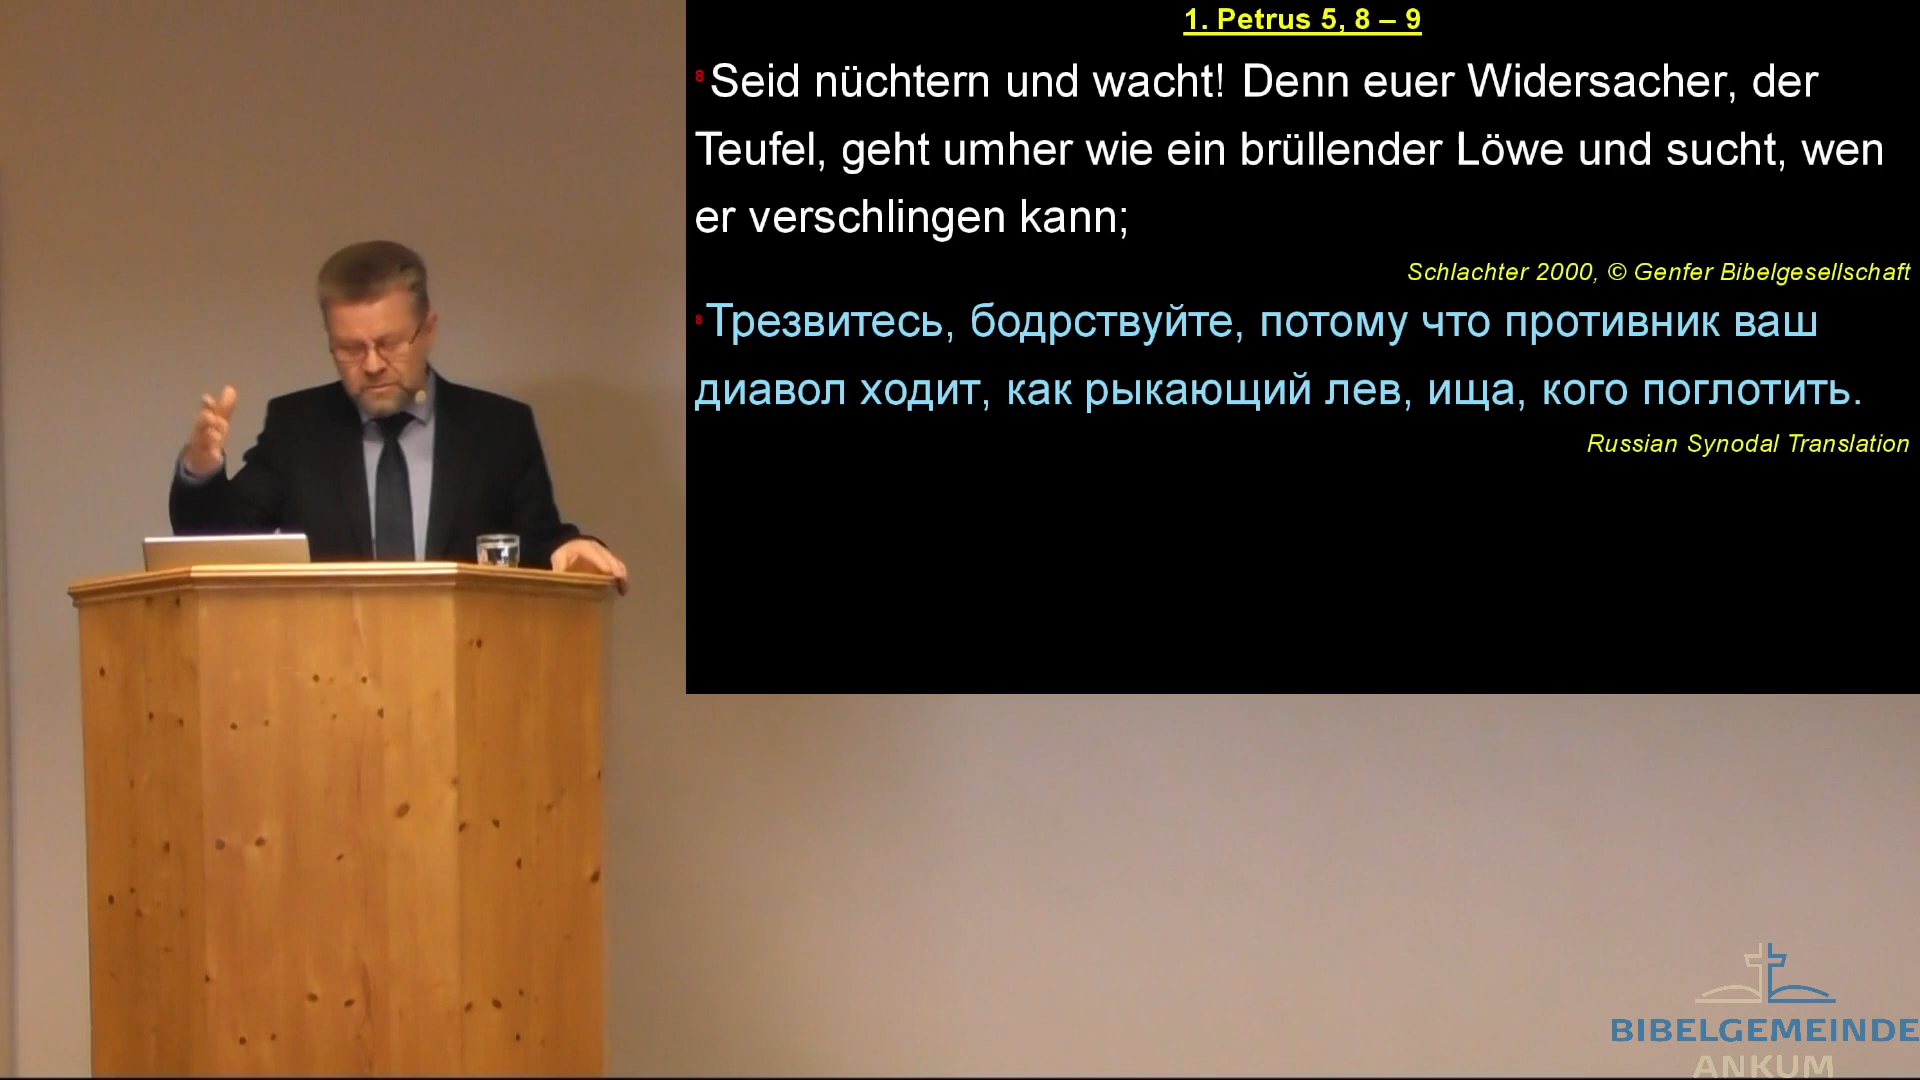 1. Petrus 5, 8 – 9
8 Seid nüchtern und wacht! Denn euer Widersacher, der
Teufel, geht umher wie ein brüllender Löwe und sucht, wen
er verschlingen kann;
Schlachter 2000, © Genfer Bibelgesellschaft
8 Трезвитесь, бодрствуйте, потому что противник ваш
диавол ходит, как рыкающий лев, ища, кого поглотить.
Russian Synodal Translation
BIBELGEMEINDE
ANKUM